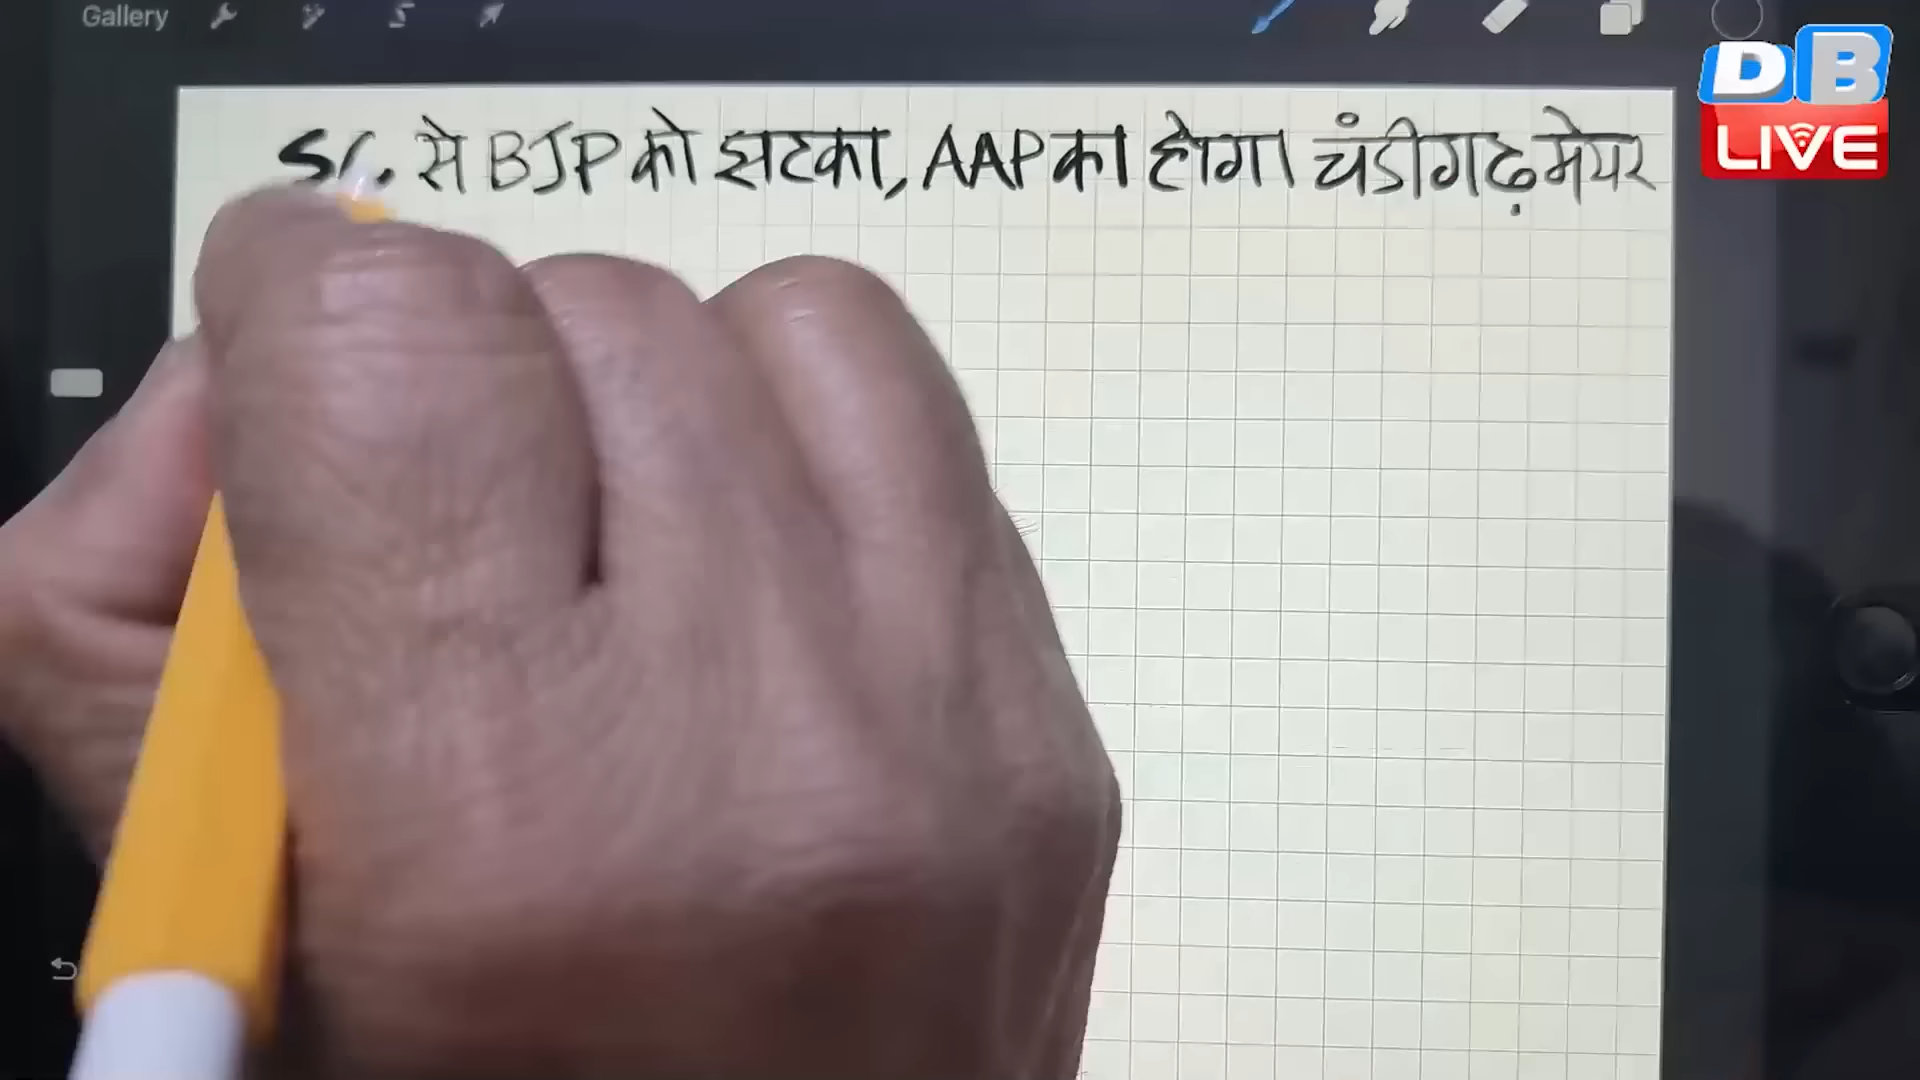 Gallery
DB
LIVE
SC. से BJP को झटका, AAP का होगा चंडीगढ़ मेयर